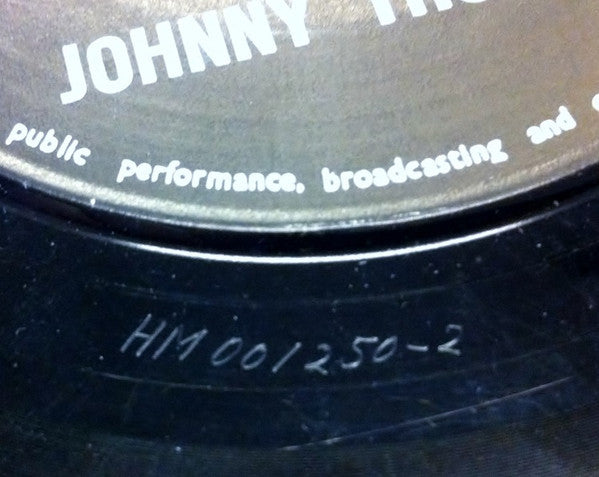 JOHNNY
public performance, broadcasting and
HM 001250-2